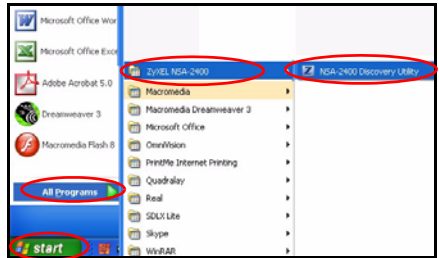 Microsoft Office Wor
Microsoft Office Exce
Adobe Acrobat 5.0
Dreamweaver 3
Macromedia Flash 8
All Programs
start
ZyXEL NSA-2400
Macromedia
Macromedia Dreamweaver 3
Microsoft Office
OmniVision
PrintMe Internet Printing
Quadralay
Real
SDLX Lite
Skype
WinRAR
NSA-2400 Discovery Utility